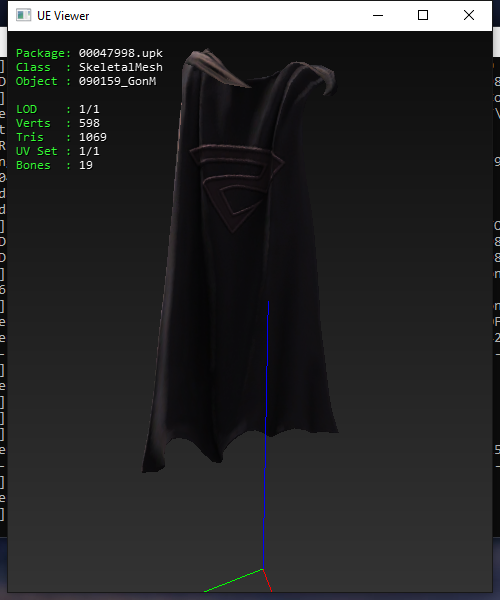 UE Viewer
Package: 00047998.upk
Class  : SkeletalMesh
Object : 090159_GonM
LOD    : 1/1
Verts  : 598
Tris   : 1069
UV Set : 1/1
Bones  : 19